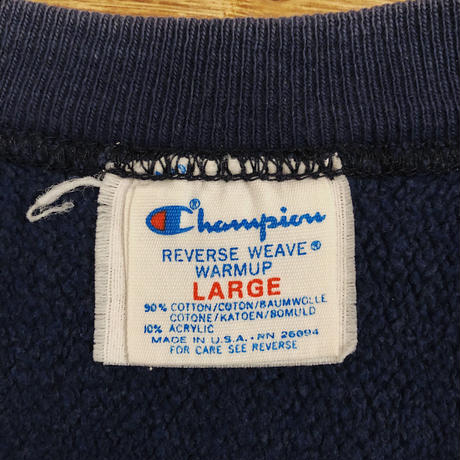 Champion®
REVERSE WEAVE®
WARMUP
LARGE
90% COTTON/COTON/BAUMWOLLE
COTONE/KATOEN/BOMULD
10% ACRYLIC
MADE IN U.S.A. · RN 26094
FOR CARE SEE REVERSE